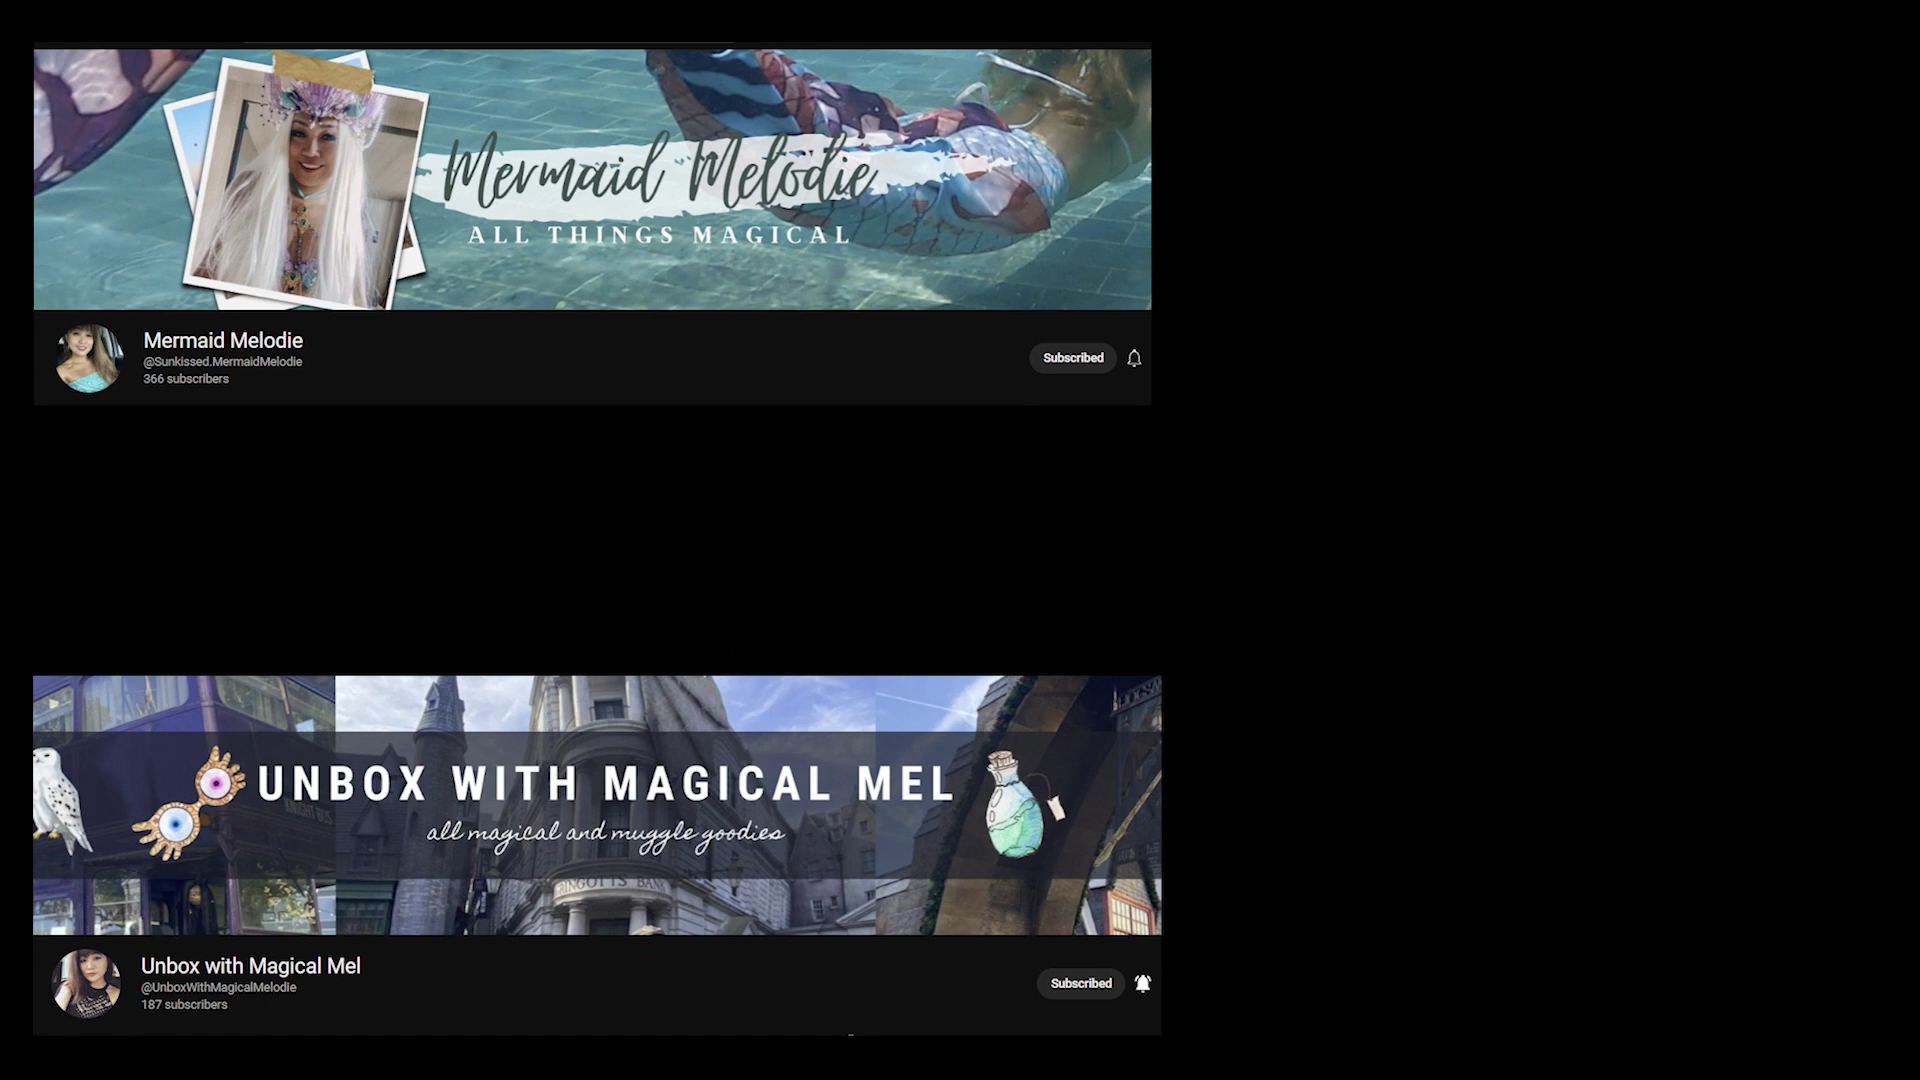 Mermaid Melodie
ALL THINGS MAGICAL
Mermaid Melodie
@Sunkissed.MermaidMelodie
366 subscribers
Subscribed
UNBOX WITH MAGICAL MEL
all magical and muggle goodies
Unbox with Magical Mel
@UnboxWithMagicalMelodie
187 subscribers
Subscribed